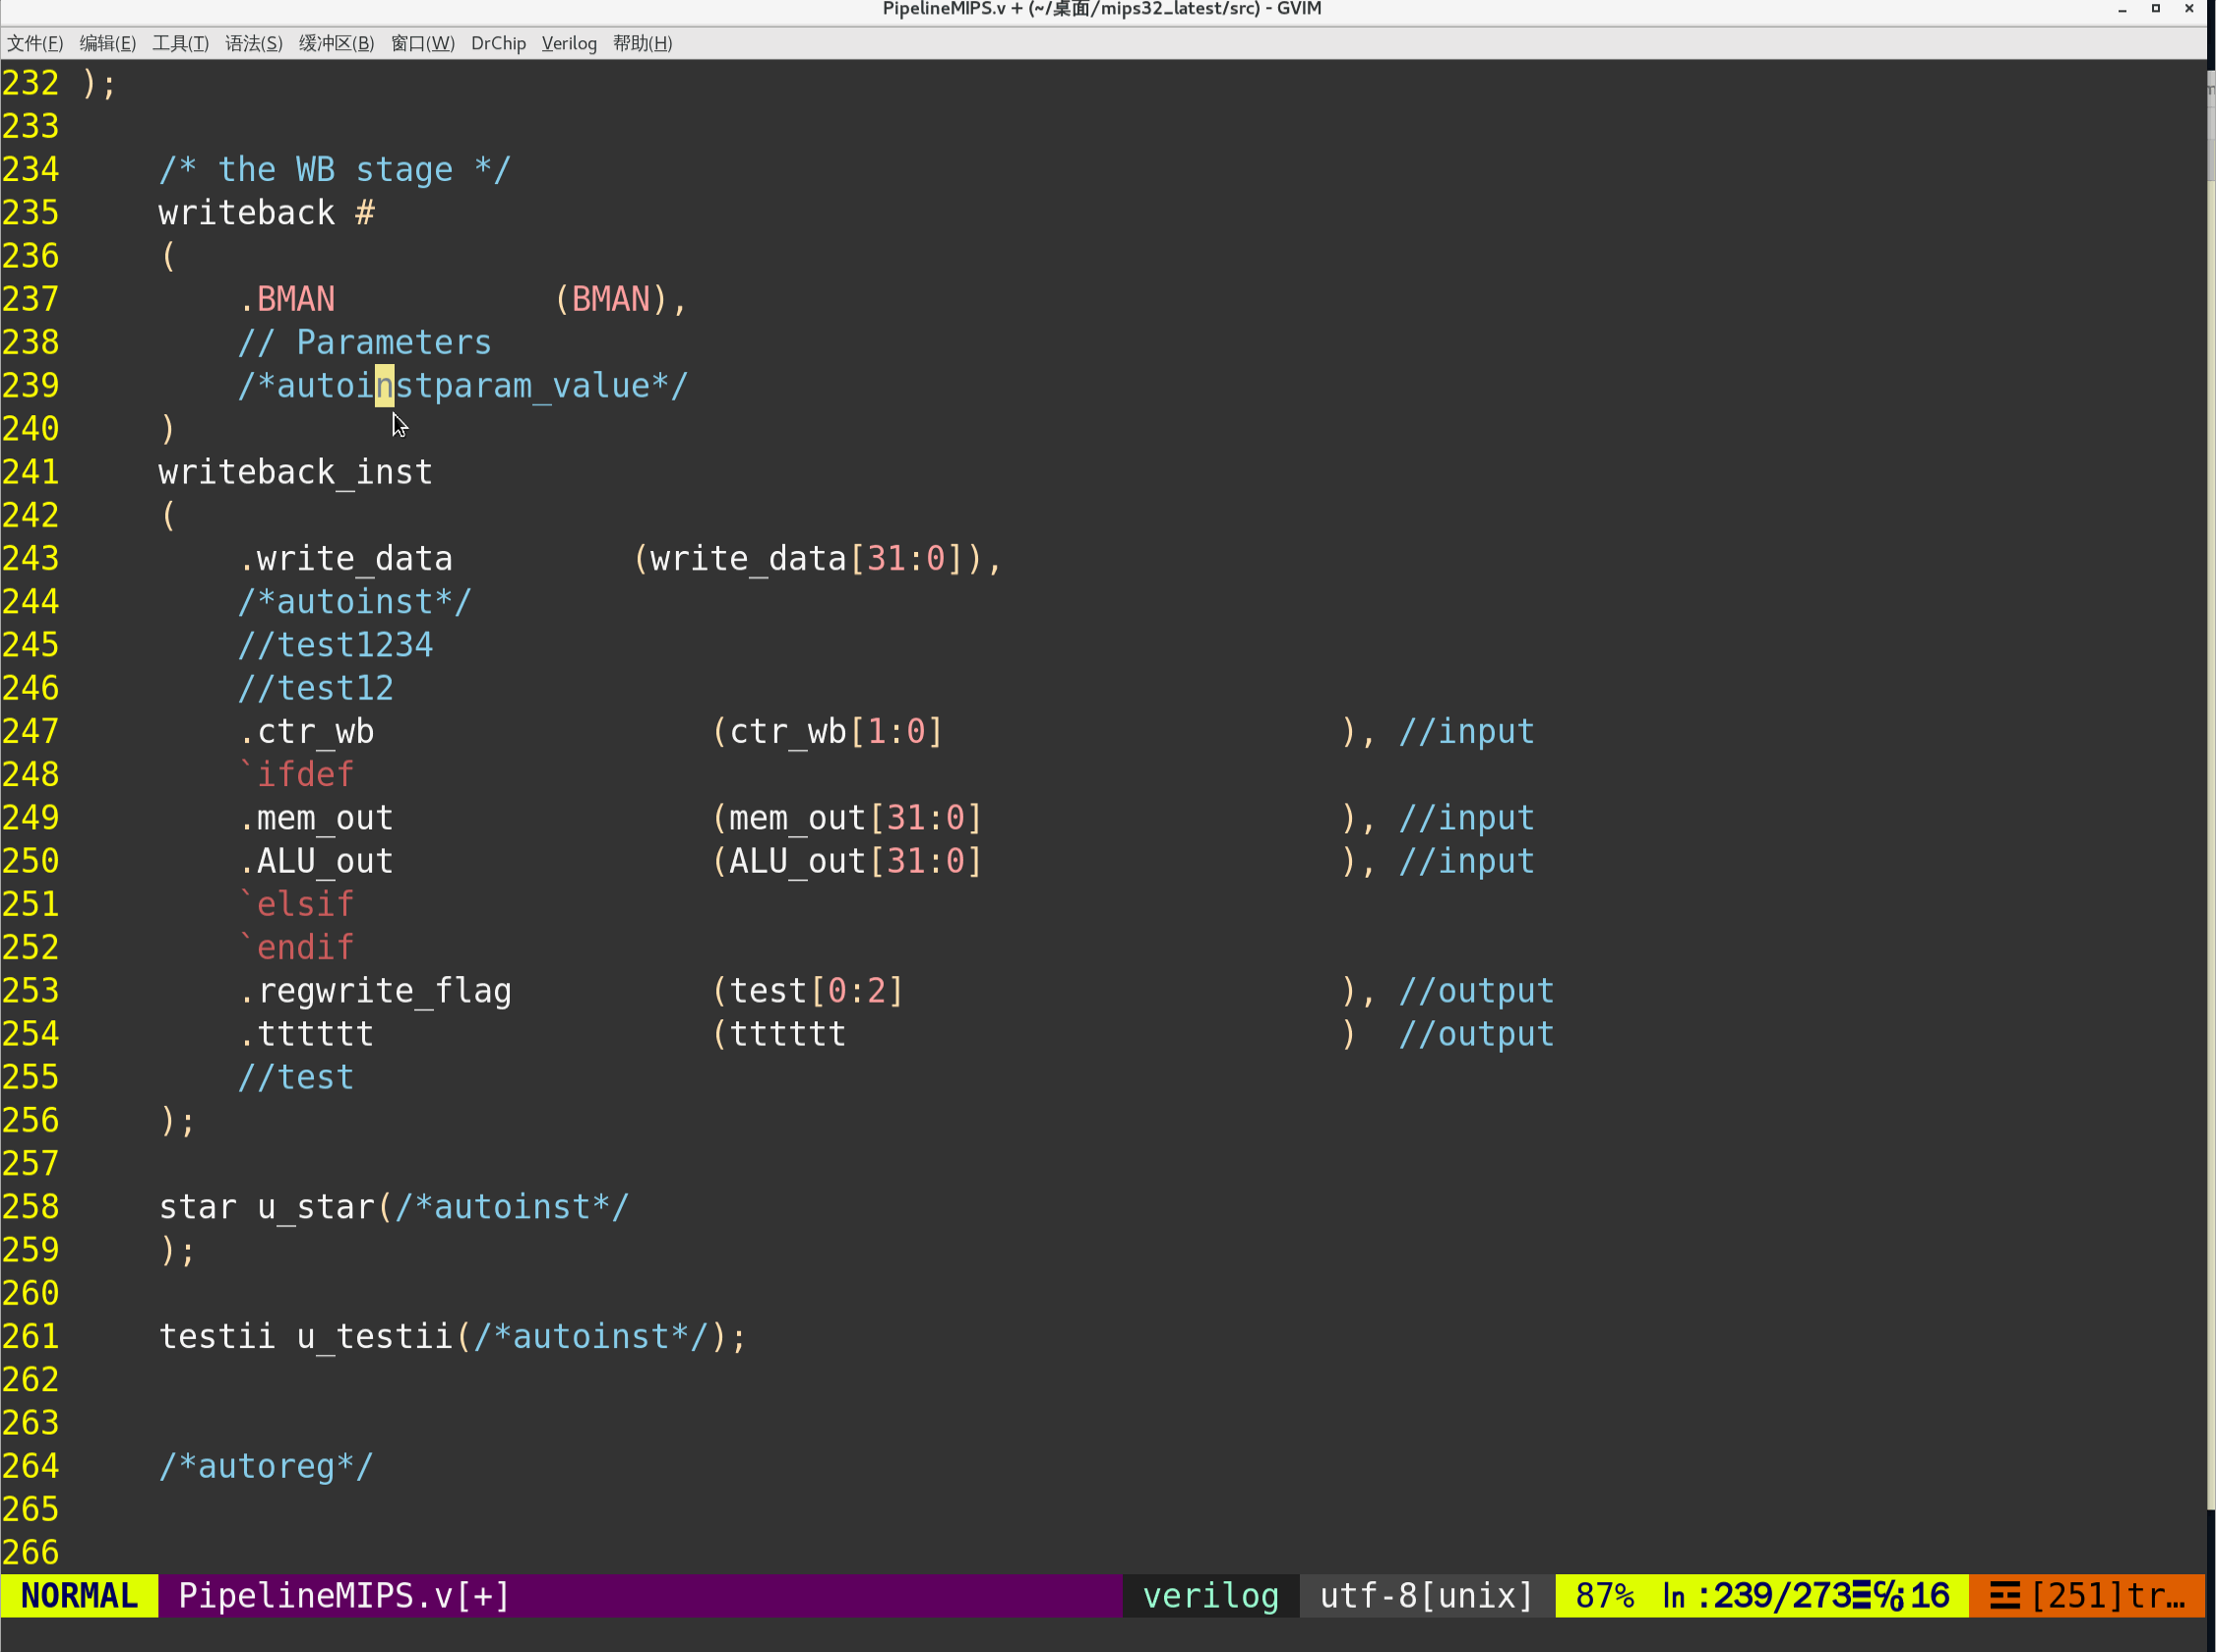 PipelineMIPS.v + (~/桌面/mips32_latest/src) - GVIM
文件(F) 编辑(E) 工具(T) 语法(S) 缓冲区(B) 窗口(W) DrChip Verilog 帮助(H)
232 );
233
234     /* the WB stage */
235     writeback #
236     (
237         .BMAN           (BMAN),
238         // Parameters
239         /*autoinstparam_value*/
240     )
241     writeback_inst
242     (
243         .write_data         (write_data[31:0]),
244         /*autoinst*/
245         //test1234
246         //test12
247         .ctr_wb                 (ctr_wb[1:0]                    ), //input
248         `ifdef
249         .mem_out                (mem_out[31:0]                  ), //input
250         .ALU_out                (ALU_out[31:0]                  ), //input
251         `elsif
252         `endif
253         .regwrite_flag          (test[0:2]                      ), //output
254         .tttttt                 (tttttt                         )  //output
255         //test
256     );
257
258     star u_star(/*autoinst*/
259     );
260
261     testii u_testii(/*autoinst*/);
262
263
264     /*autoreg*/
265
266
NORMAL PipelineMIPS.v[+] verilog utf-8[unix] 87% ㏑:239/273☰℅:16 ☲ [251]tr…